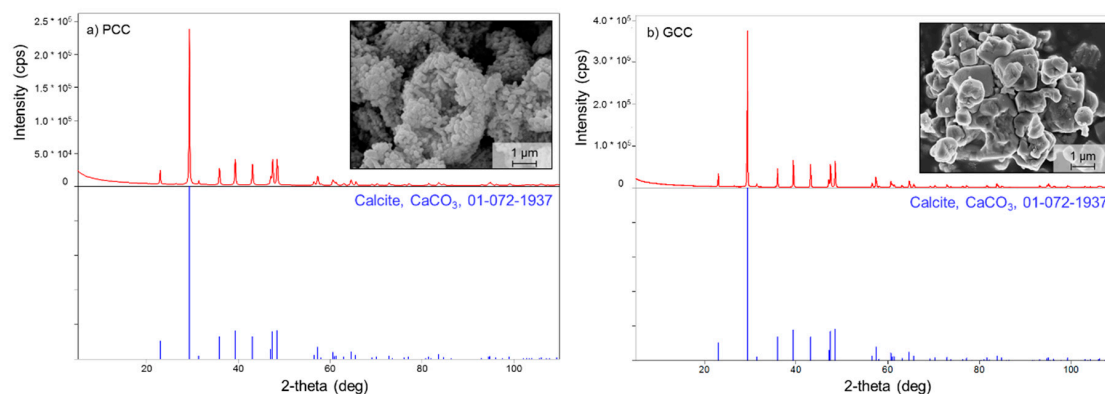 a) PCC
Intensity (cps)
2.5 * 10⁵
2.0 * 10⁵
1.5 * 10⁵
1.0 * 10⁵
5.0 * 10⁴
0
1 µm
Calcite, CaCO₃, 01-072-1937
20 40 60 80 100
2-theta (deg)
b) GCC
Intensity (cps)
4.0 * 10⁵
3.0 * 10⁵
2.0 * 10⁵
1.0 * 10⁵
0
1 µm
Calcite, CaCO₃, 01-072-1937
20 40 60 80 100
2-theta (deg)